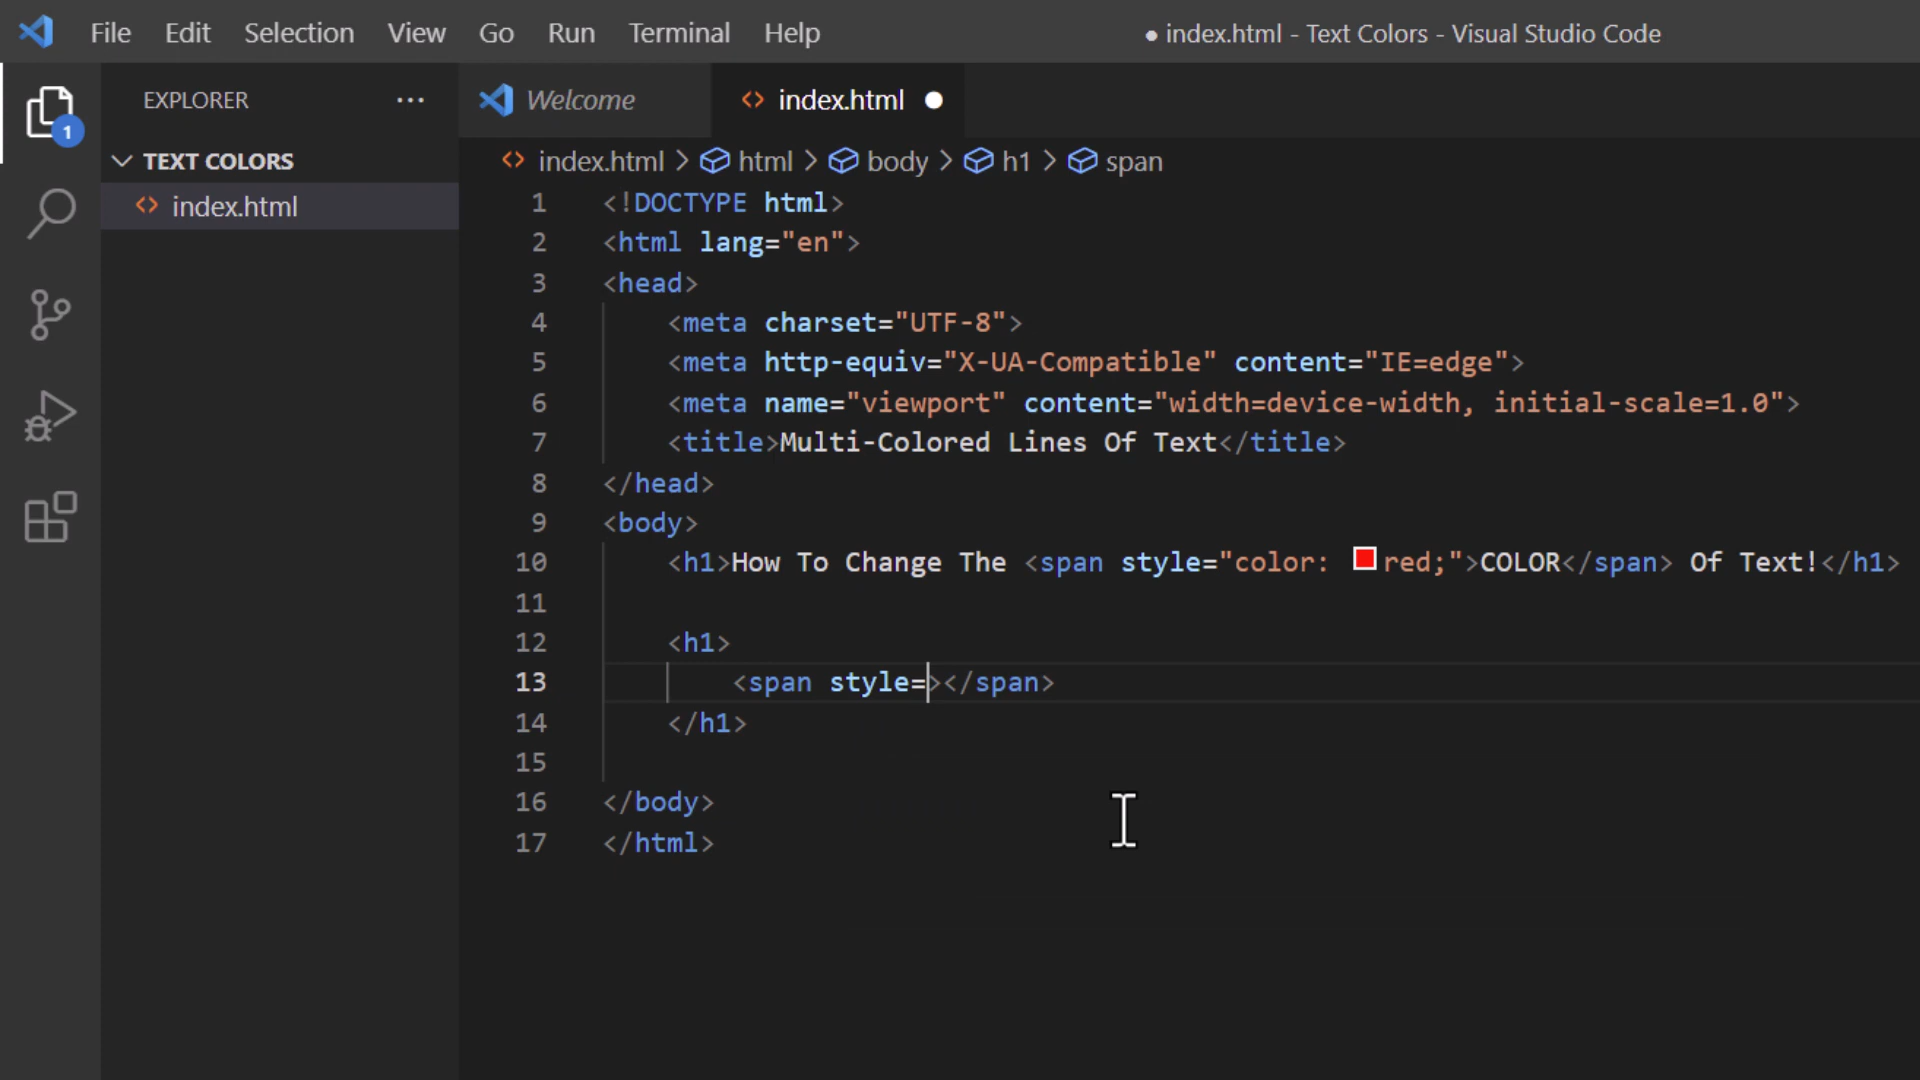 File Edit Selection View Go Run Terminal Help ● index.html - Text Colors - Visual Studio Code
EXPLORER ···
Welcome index.html ●
1
TEXT COLORS
index.html
index.html > html > body > h1 > span
1 <!DOCTYPE html>
2 <html lang="en">
3 <head>
4 <meta charset="UTF-8">
5 <meta http-equiv="X-UA-Compatible" content="IE=edge">
6 <meta name="viewport" content="width=device-width, initial-scale=1.0">
7 <title>Multi-Colored Lines Of Text</title>
8 </head>
9 <body>
10 <h1>How To Change The <span style="color: red;">COLOR</span> Of Text!</h1>
11
12 <h1>
13 <span style=></span>
14 </h1>
15
16 </body>
17 </html>